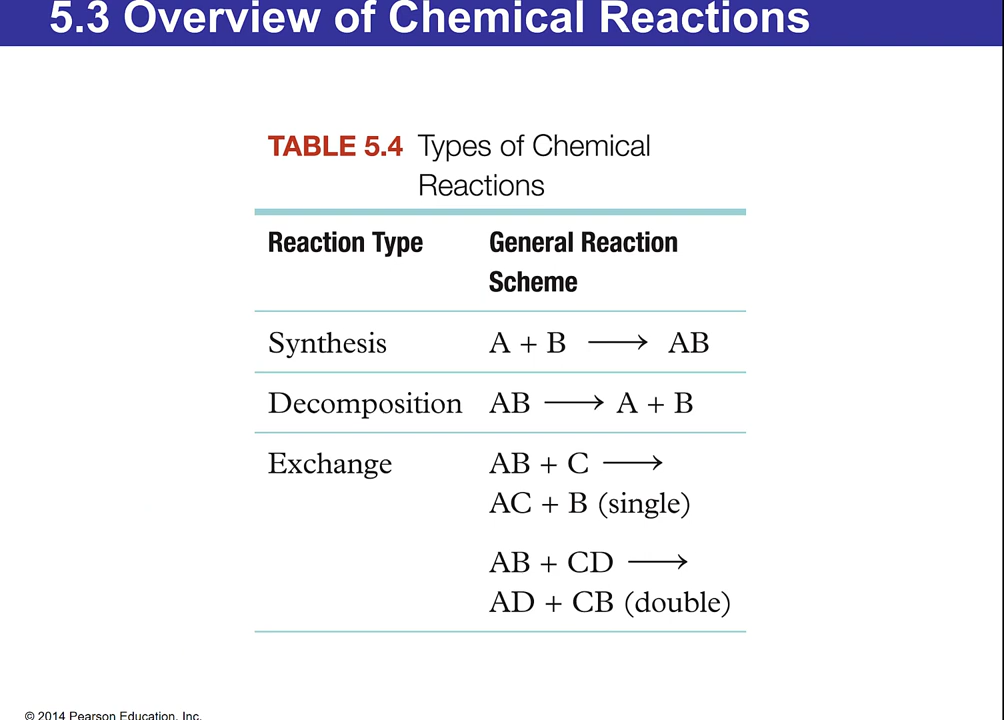 5.3 Overview of Chemical Reactions
TABLE 5.4 Types of Chemical
Reactions
Reaction Type General Reaction
Scheme
Synthesis A + B ⟶ AB
Decomposition AB ⟶ A + B
Exchange AB + C ⟶
AC + B (single)
AB + CD ⟶
AD + CB (double)
© 2014 Pearson Education, Inc.